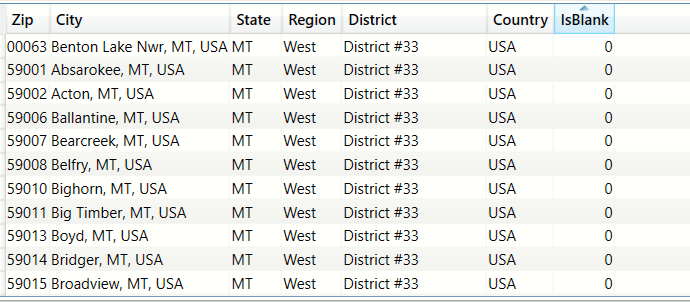 Zip City State Region District Country IsBlank
00063 Benton Lake Nwr, MT, USA MT West District #33 USA 0
59001 Absarokee, MT, USA MT West District #33 USA 0
59002 Acton, MT, USA MT West District #33 USA 0
59006 Ballantine, MT, USA MT West District #33 USA 0
59007 Bearcreek, MT, USA MT West District #33 USA 0
59008 Belfry, MT, USA MT West District #33 USA 0
59010 Bighorn, MT, USA MT West District #33 USA 0
59011 Big Timber, MT, USA MT West District #33 USA 0
59013 Boyd, MT, USA MT West District #33 USA 0
59014 Bridger, MT, USA MT West District #33 USA 0
59015 Broadview, MT, USA MT West District #33 USA 0